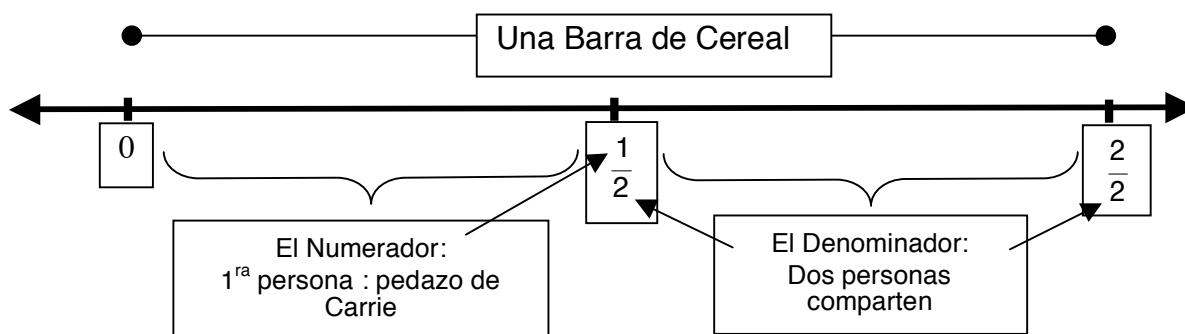 Una Barra de Cereal
0
1
2
2
2
El Numerador:
1ra persona : pedazo de
Carrie
El Denominador:
Dos personas
comparten